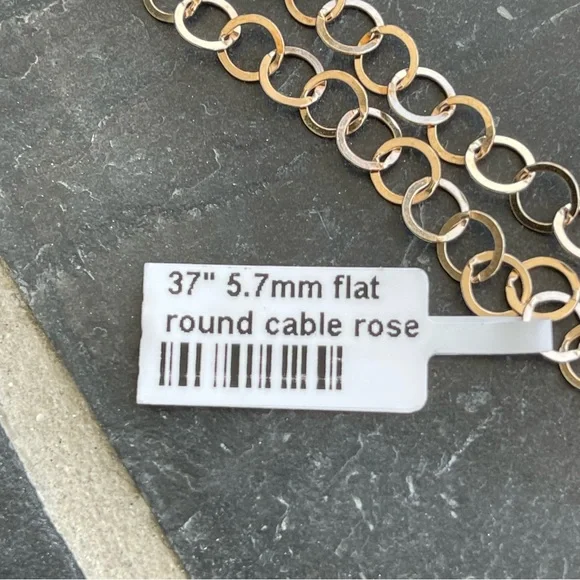 37" 5.7mm flat
round cable rose